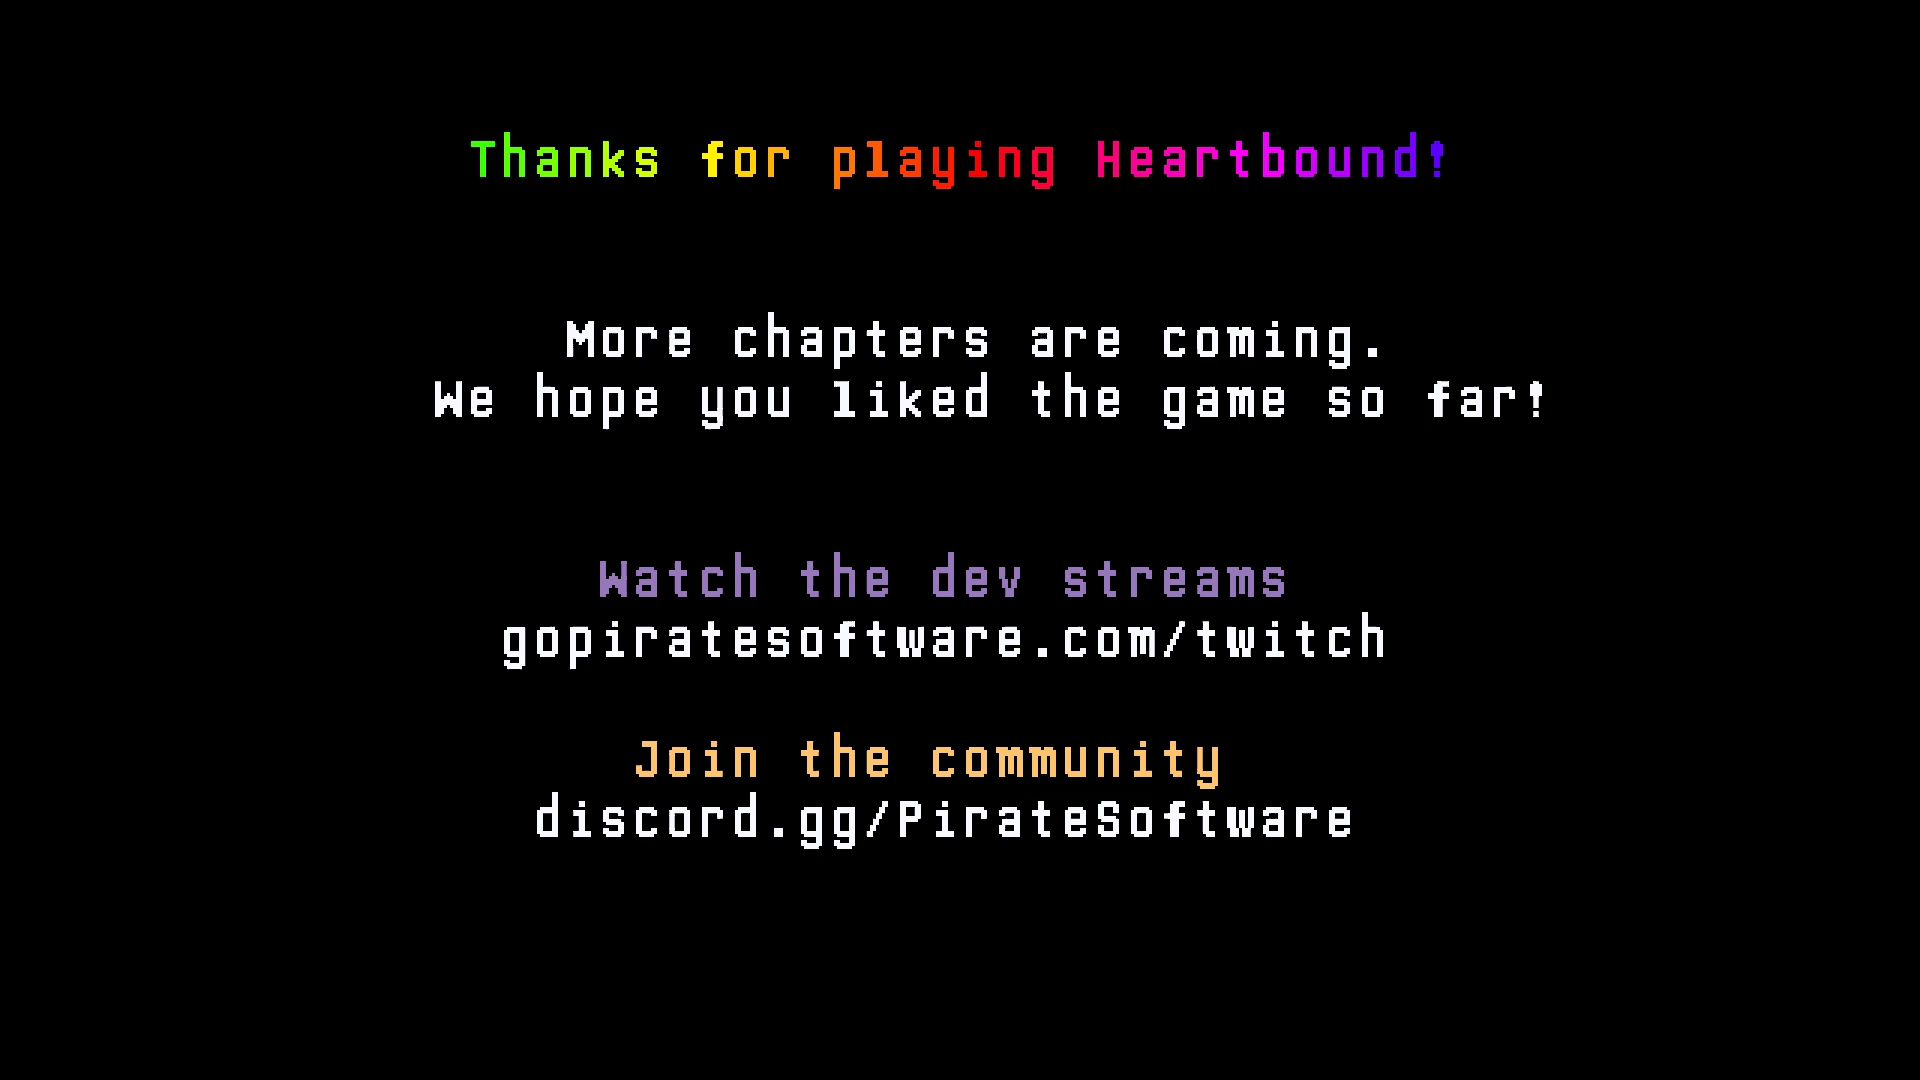 Thanks for playing Heartbound!
More chapters are coming.
We hope you liked the game so far!
Watch the dev streams
gopiratesoftware.com/twitch
Join the community
discord.gg/PirateSoftware